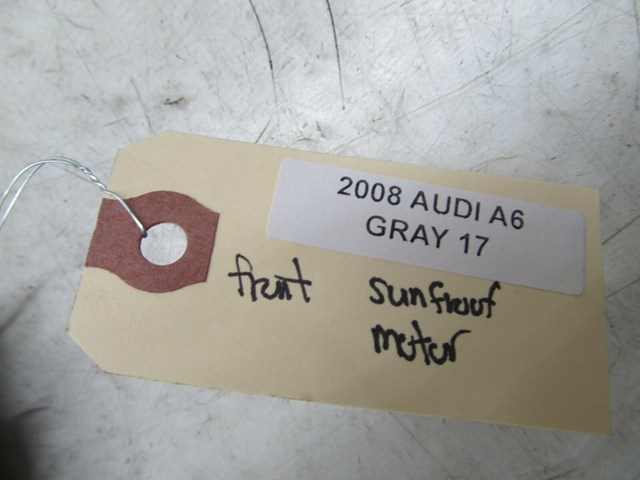 2008 AUDI A6
GRAY 17
front sunfroof
motor